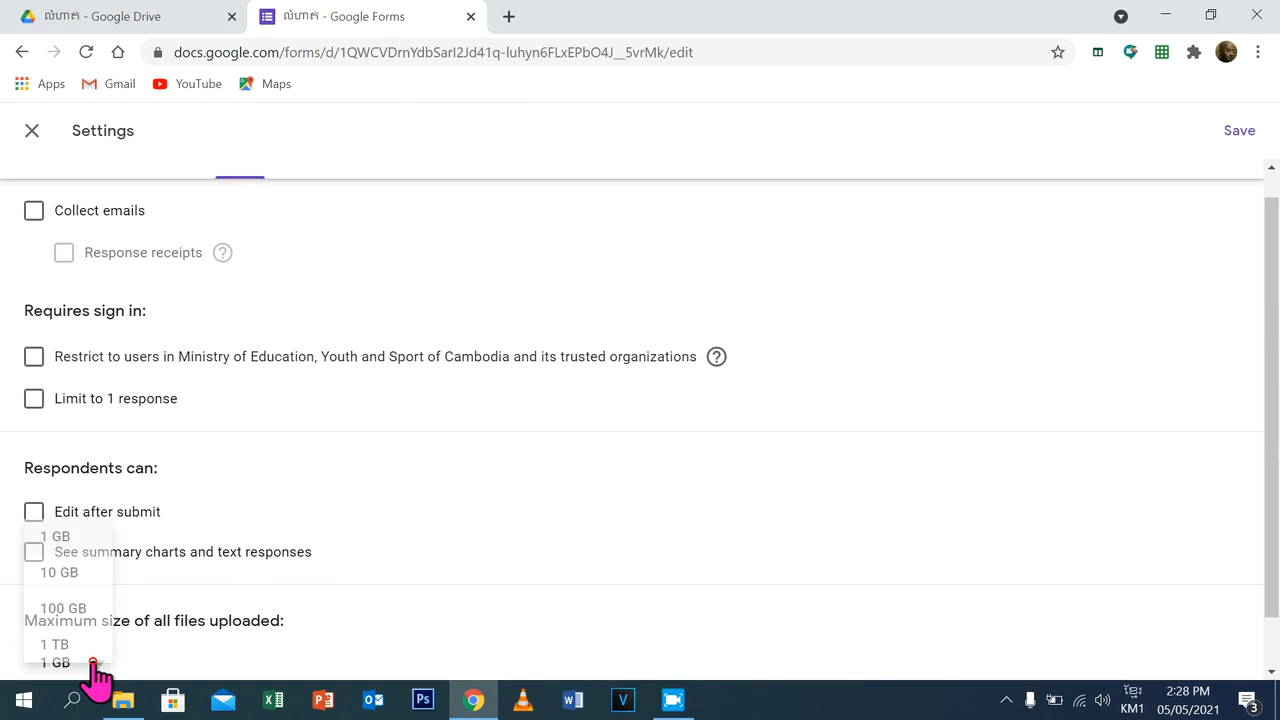 លំហាត់ - Google Drive
លំហាត់ - Google Forms
docs.google.com/forms/d/1QWCVDrnYdbSarI2Jd41q-luhyn6FLxEPbO4J__5vrMk/edit
Apps
Gmail
YouTube
Maps
Settings
Save
Collect emails
Response receipts
Requires sign in:
Restrict to users in Ministry of Education, Youth and Sport of Cambodia and its trusted organizations
Limit to 1 response
Respondents can:
Edit after submit
1 GB
See summary charts and text responses
10 GB
100 GB
Maximum size of all files uploaded:
1 TB
1 GB
ខ្មែរ
KM1
2:28 PM
05/05/2021
3